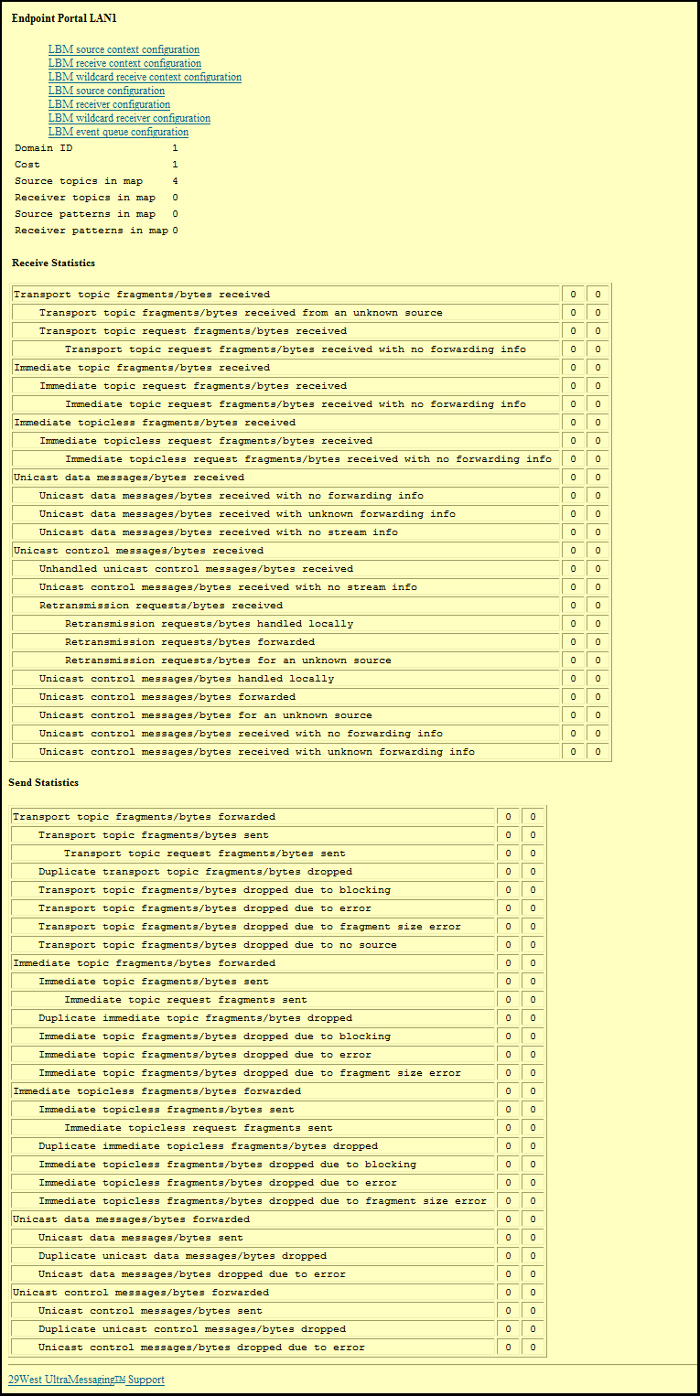 Endpoint Portal LAN1
LBM source context configuration
LBM receive context configuration
LBM wildcard receive context configuration
LBM source configuration
LBM receiver configuration
LBM wildcard receiver configuration
LBM event queue configuration
Domain ID 1
Cost 1
Source topics in map 4
Receiver topics in map 0
Source patterns in map 0
Receiver patterns in map 0
Receive Statistics
Transport topic fragments/bytes received 0 0
Transport topic fragments/bytes received from an unknown source 0 0
Transport topic request fragments/bytes received 0 0
Transport topic request fragments/bytes received with no forwarding info 0 0
Immediate topic fragments/bytes received 0 0
Immediate topic request fragments/bytes received 0 0
Immediate topic request fragments/bytes received with no forwarding info 0 0
Immediate topicless fragments/bytes received 0 0
Immediate topicless request fragments/bytes received 0 0
Immediate topicless request fragments/bytes received with no forwarding info 0 0
Unicast data messages/bytes received 0 0
Unicast data messages/bytes received with no forwarding info 0 0
Unicast data messages/bytes received with unknown forwarding info 0 0
Unicast data messages/bytes received with no stream info 0 0
Unicast control messages/bytes received 0 0
Unhandled unicast control messages/bytes received 0 0
Unicast control messages/bytes received with no stream info 0 0
Retransmission requests/bytes received 0 0
Retransmission requests/bytes handled locally 0 0
Retransmission requests/bytes forwarded 0 0
Retransmission requests/bytes for an unknown source 0 0
Unicast control messages/bytes handled locally 0 0
Unicast control messages/bytes forwarded 0 0
Unicast control messages/bytes for an unknown source 0 0
Unicast control messages/bytes received with no forwarding info 0 0
Unicast control messages/bytes received with unknown forwarding info 0 0
Send Statistics
Transport topic fragments/bytes forwarded 0 0
Transport topic fragments/bytes sent 0 0
Transport topic request fragments/bytes sent 0 0
Duplicate transport topic fragments/bytes dropped 0 0
Transport topic fragments/bytes dropped due to blocking 0 0
Transport topic fragments/bytes dropped due to error 0 0
Transport topic fragments/bytes dropped due to fragment size error 0 0
Transport topic fragments/bytes dropped due to no source 0 0
Immediate topic fragments/bytes forwarded 0 0
Immediate topic fragments/bytes sent 0 0
Immediate topic request fragments sent 0 0
Duplicate immediate topic fragments/bytes dropped 0 0
Immediate topic fragments/bytes dropped due to blocking 0 0
Immediate topic fragments/bytes dropped due to error 0 0
Immediate topic fragments/bytes dropped due to fragment size error 0 0
Immediate topicless fragments/bytes forwarded 0 0
Immediate topicless fragments/bytes sent 0 0
Immediate topicless request fragments sent 0 0
Duplicate immediate topicless fragments/bytes dropped 0 0
Immediate topicless fragments/bytes dropped due to blocking 0 0
Immediate topicless fragments/bytes dropped due to error 0 0
Immediate topicless fragments/bytes dropped due to fragment size error 0 0
Unicast data messages/bytes forwarded 0 0
Unicast data messages/bytes sent 0 0
Duplicate unicast data messages/bytes dropped 0 0
Unicast data messages/bytes dropped due to error 0 0
Unicast control messages/bytes forwarded 0 0
Unicast control messages/bytes sent 0 0
Duplicate unicast control messages/bytes dropped 0 0
Unicast control messages/bytes dropped due to error 0 0
29West UltraMessaging™ Support